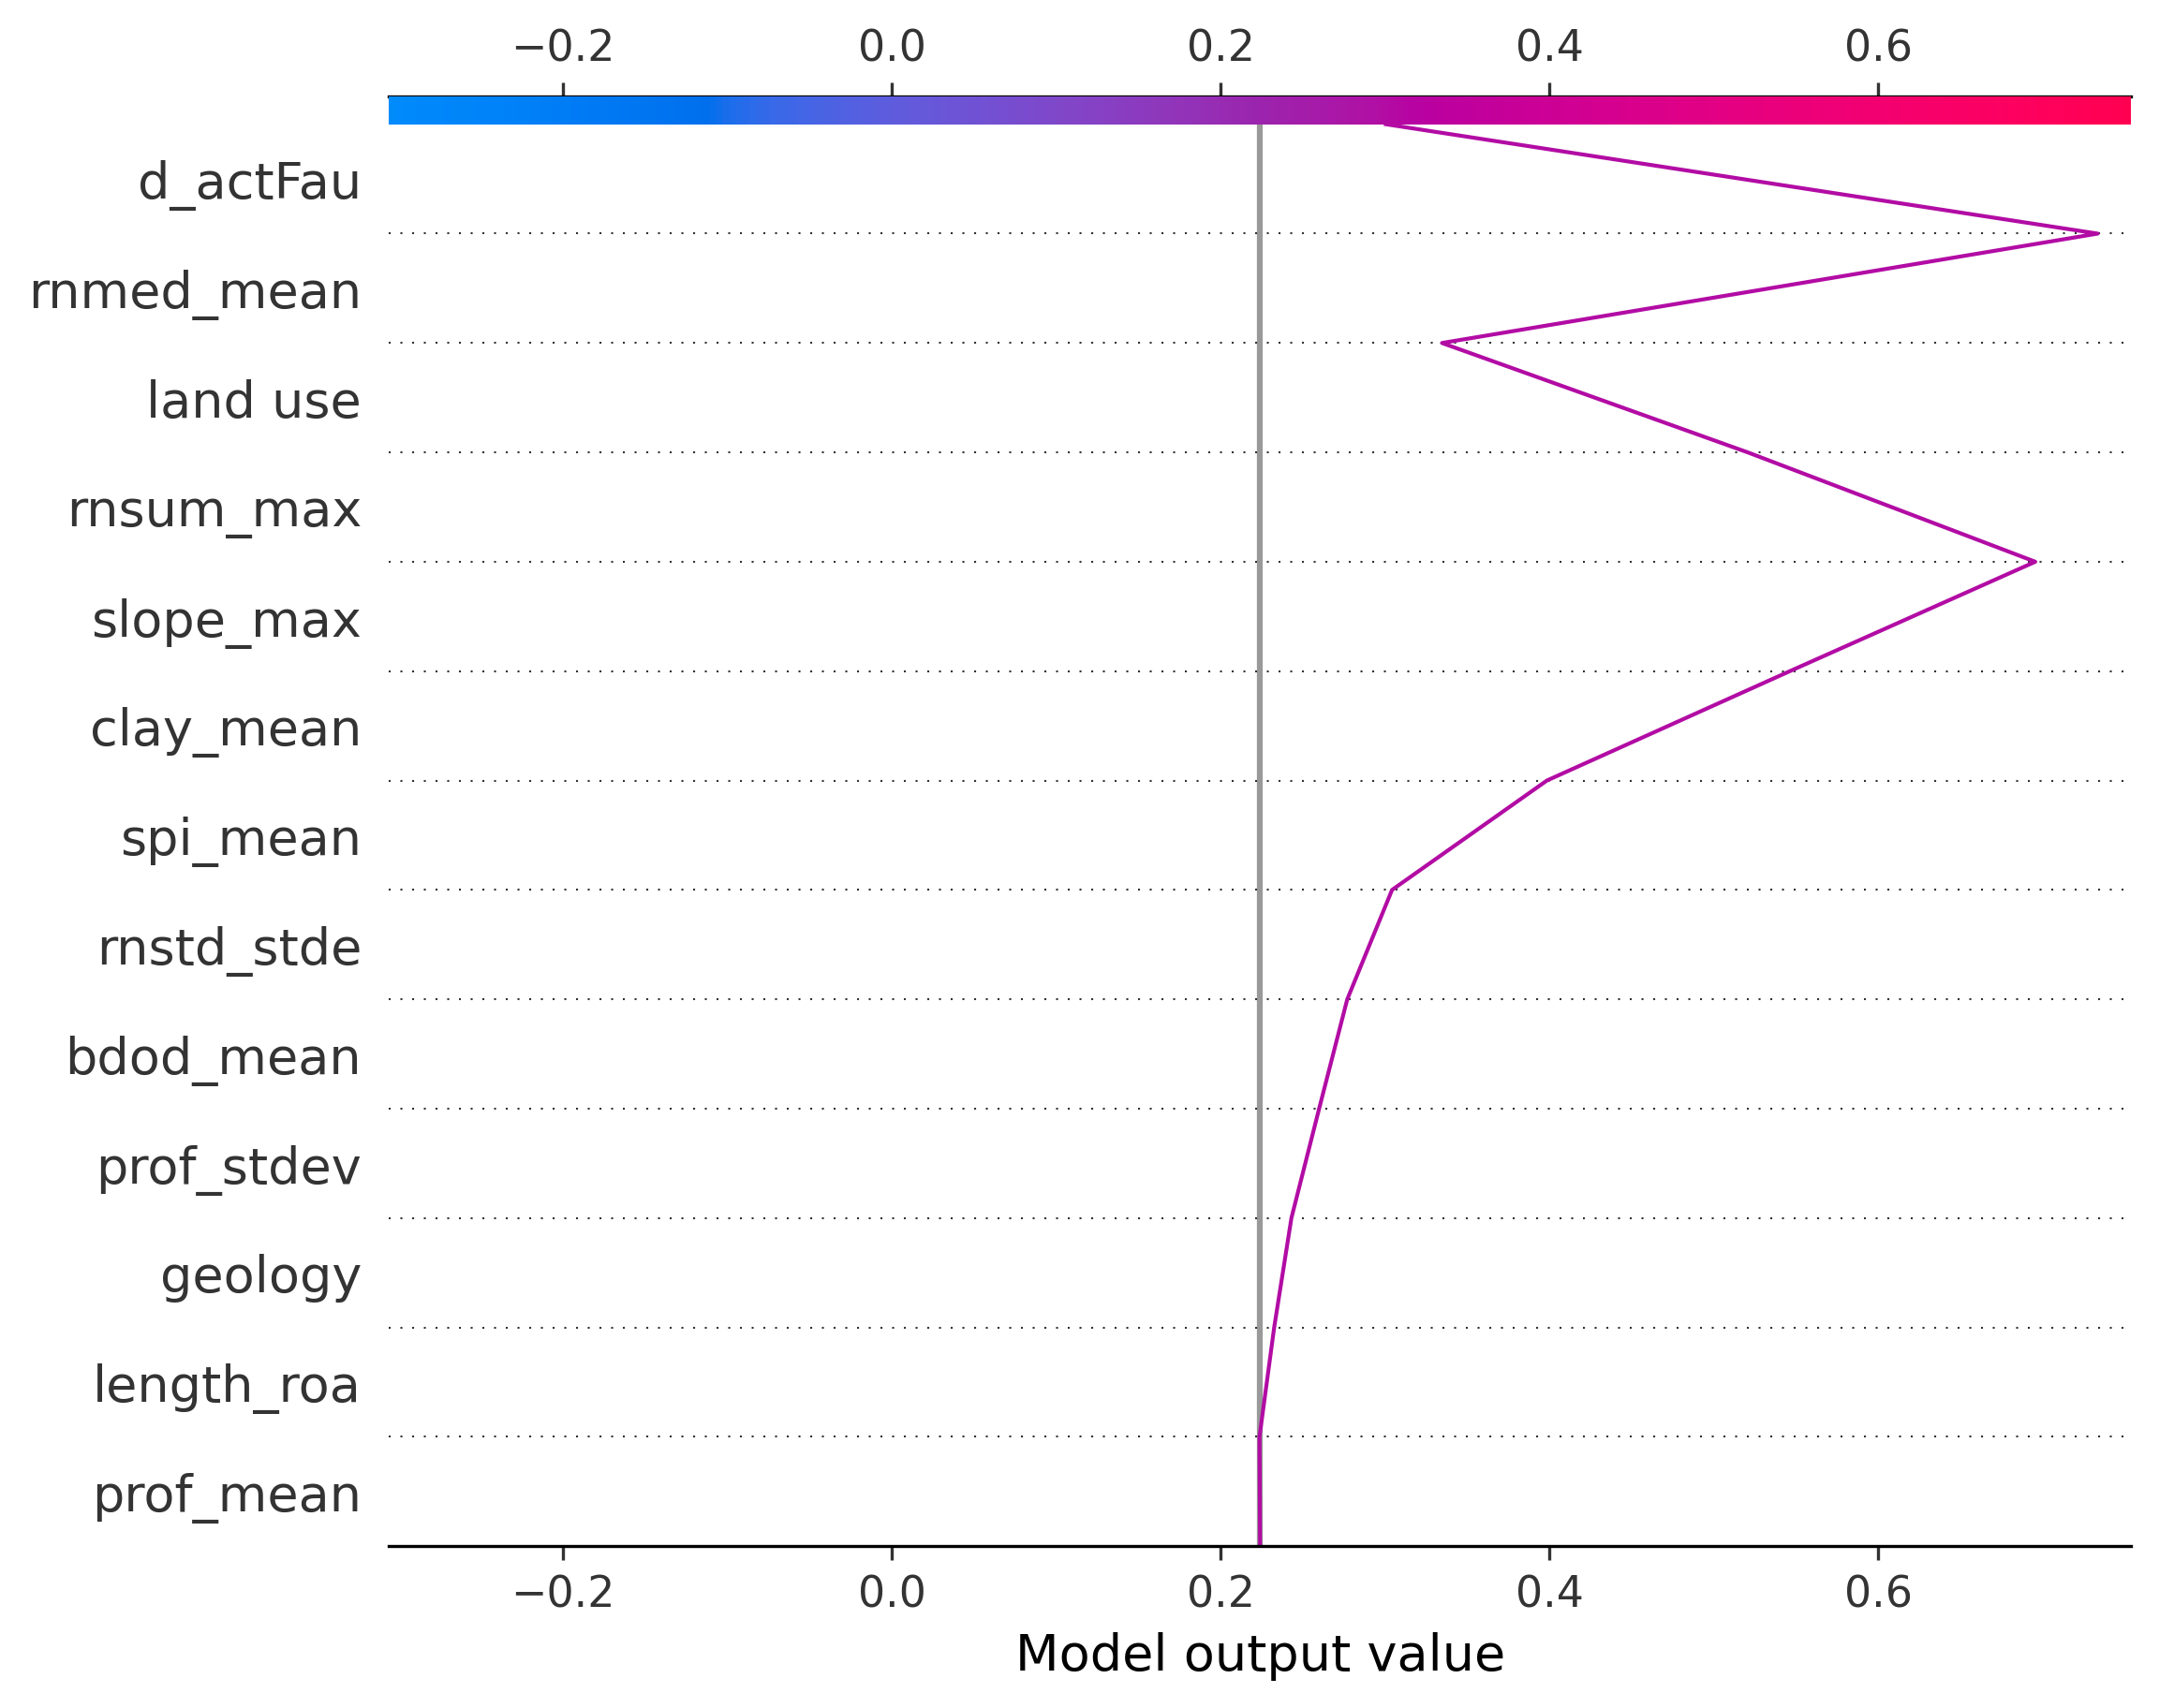 −0.2 0.0 0.2 0.4 0.6
d_actFau
rnmed_mean
land use
rnsum_max
slope_max
clay_mean
spi_mean
rnstd_stde
bdod_mean
prof_stdev
geology
length_roa
prof_mean
−0.2 0.0 0.2 0.4 0.6
Model output value